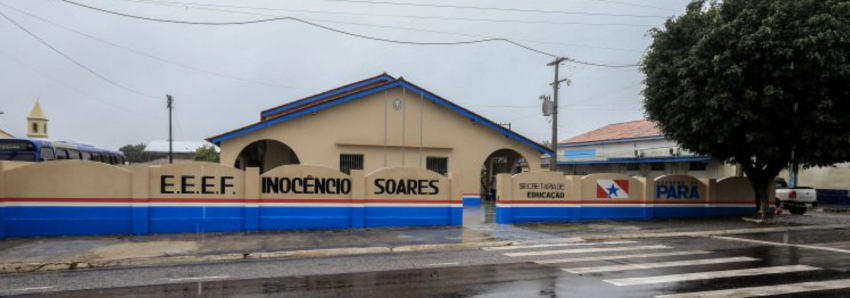 E.E.E.F. INOCÊNCIO SOARES
SECRETARIA DE
EDUCAÇÃO
PARÁ